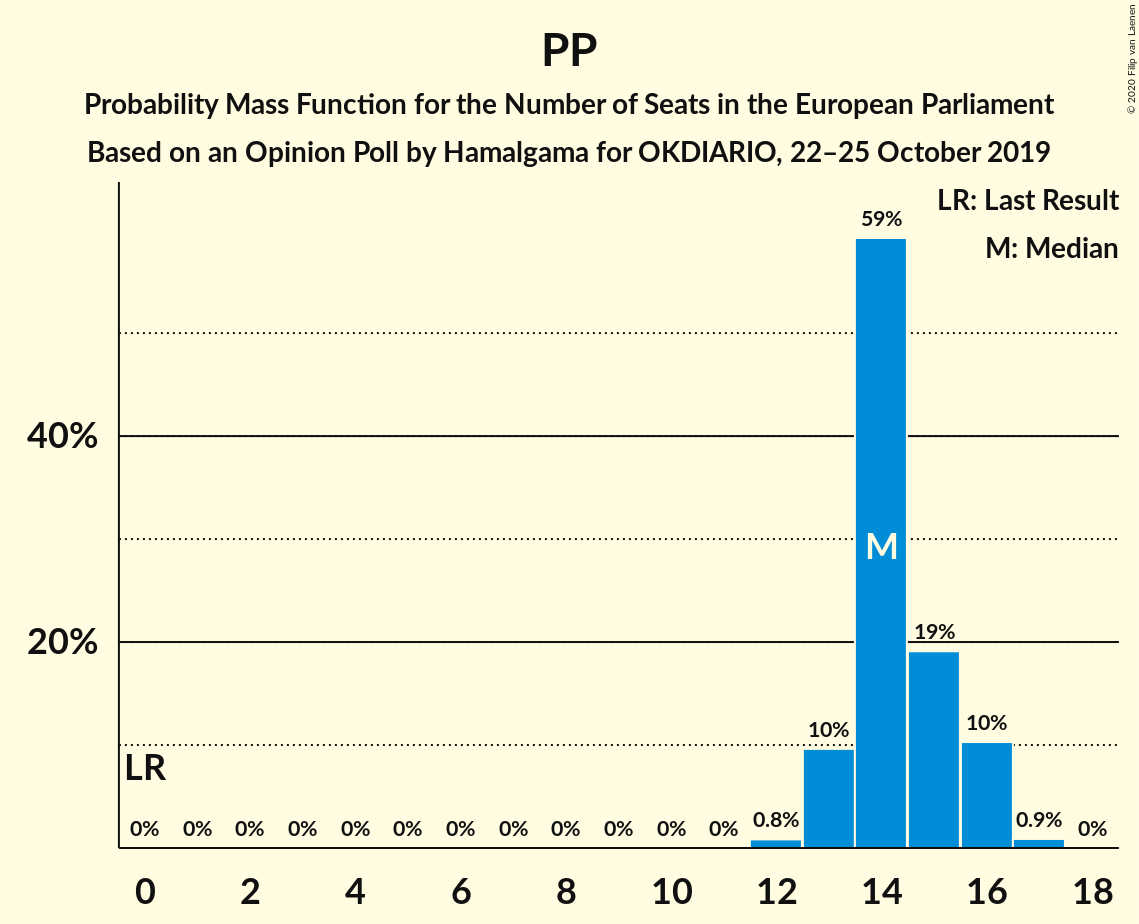 PP
Probability Mass Function for the Number of Seats in the European Parliament
Based on an Opinion Poll by Hamalgama for OKDIARIO, 22–25 October 2019
© 2020 Filip van Laenen
LR: Last Result
M: Median
59%
40%
M
20%
19%
10%
10%
LR
0% 0% 0% 0% 0% 0% 0% 0% 0% 0% 0% 0% 0.8% 0.9% 0%
0 2 4 6 8 10 12 14 16 18